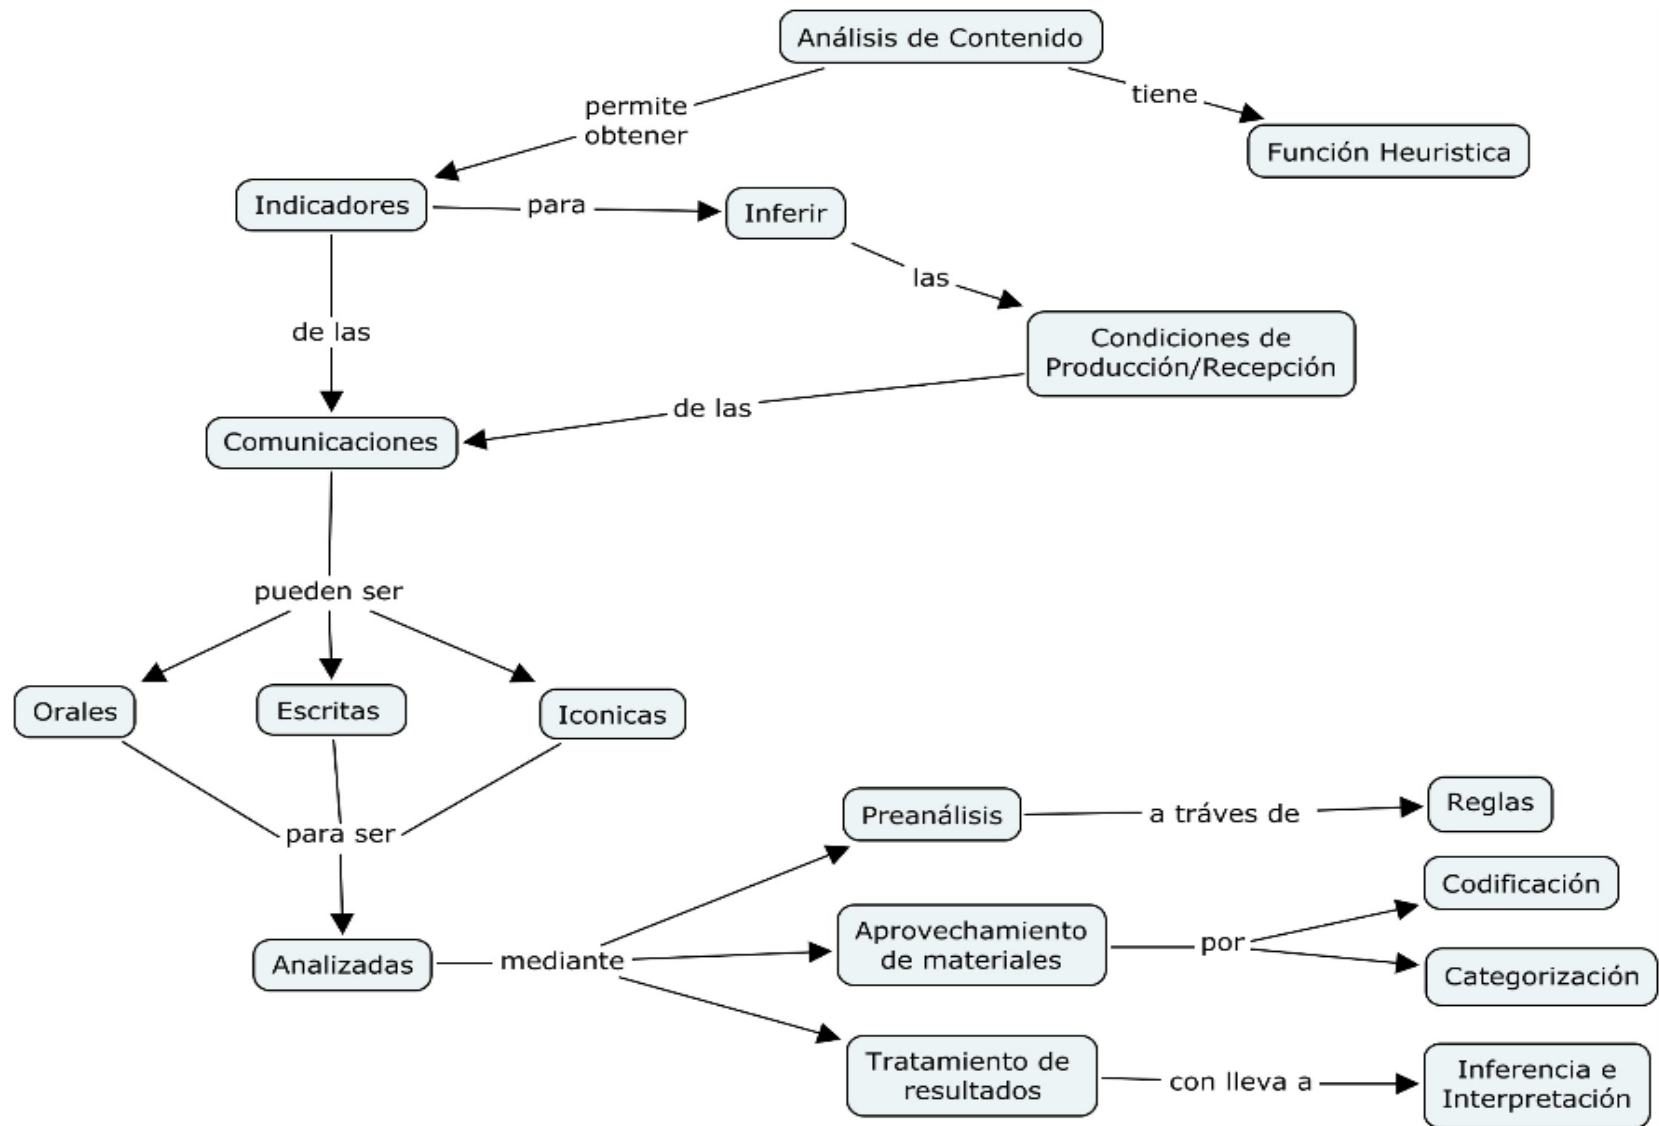 Análisis de Contenido
permite
obtener
tiene
Función Heuristica
Indicadores
para
Inferir
las
de las
Condiciones de
Producción/Recepción
de las
Comunicaciones
pueden ser
Orales
Escritas
Iconicas
para ser
Analizadas
mediante
Preanálisis
a tráves de
Reglas
Aprovechamiento
de materiales
por
Codificación
Categorización
Tratamiento de
resultados
con lleva a
Inferencia e
Interpretación